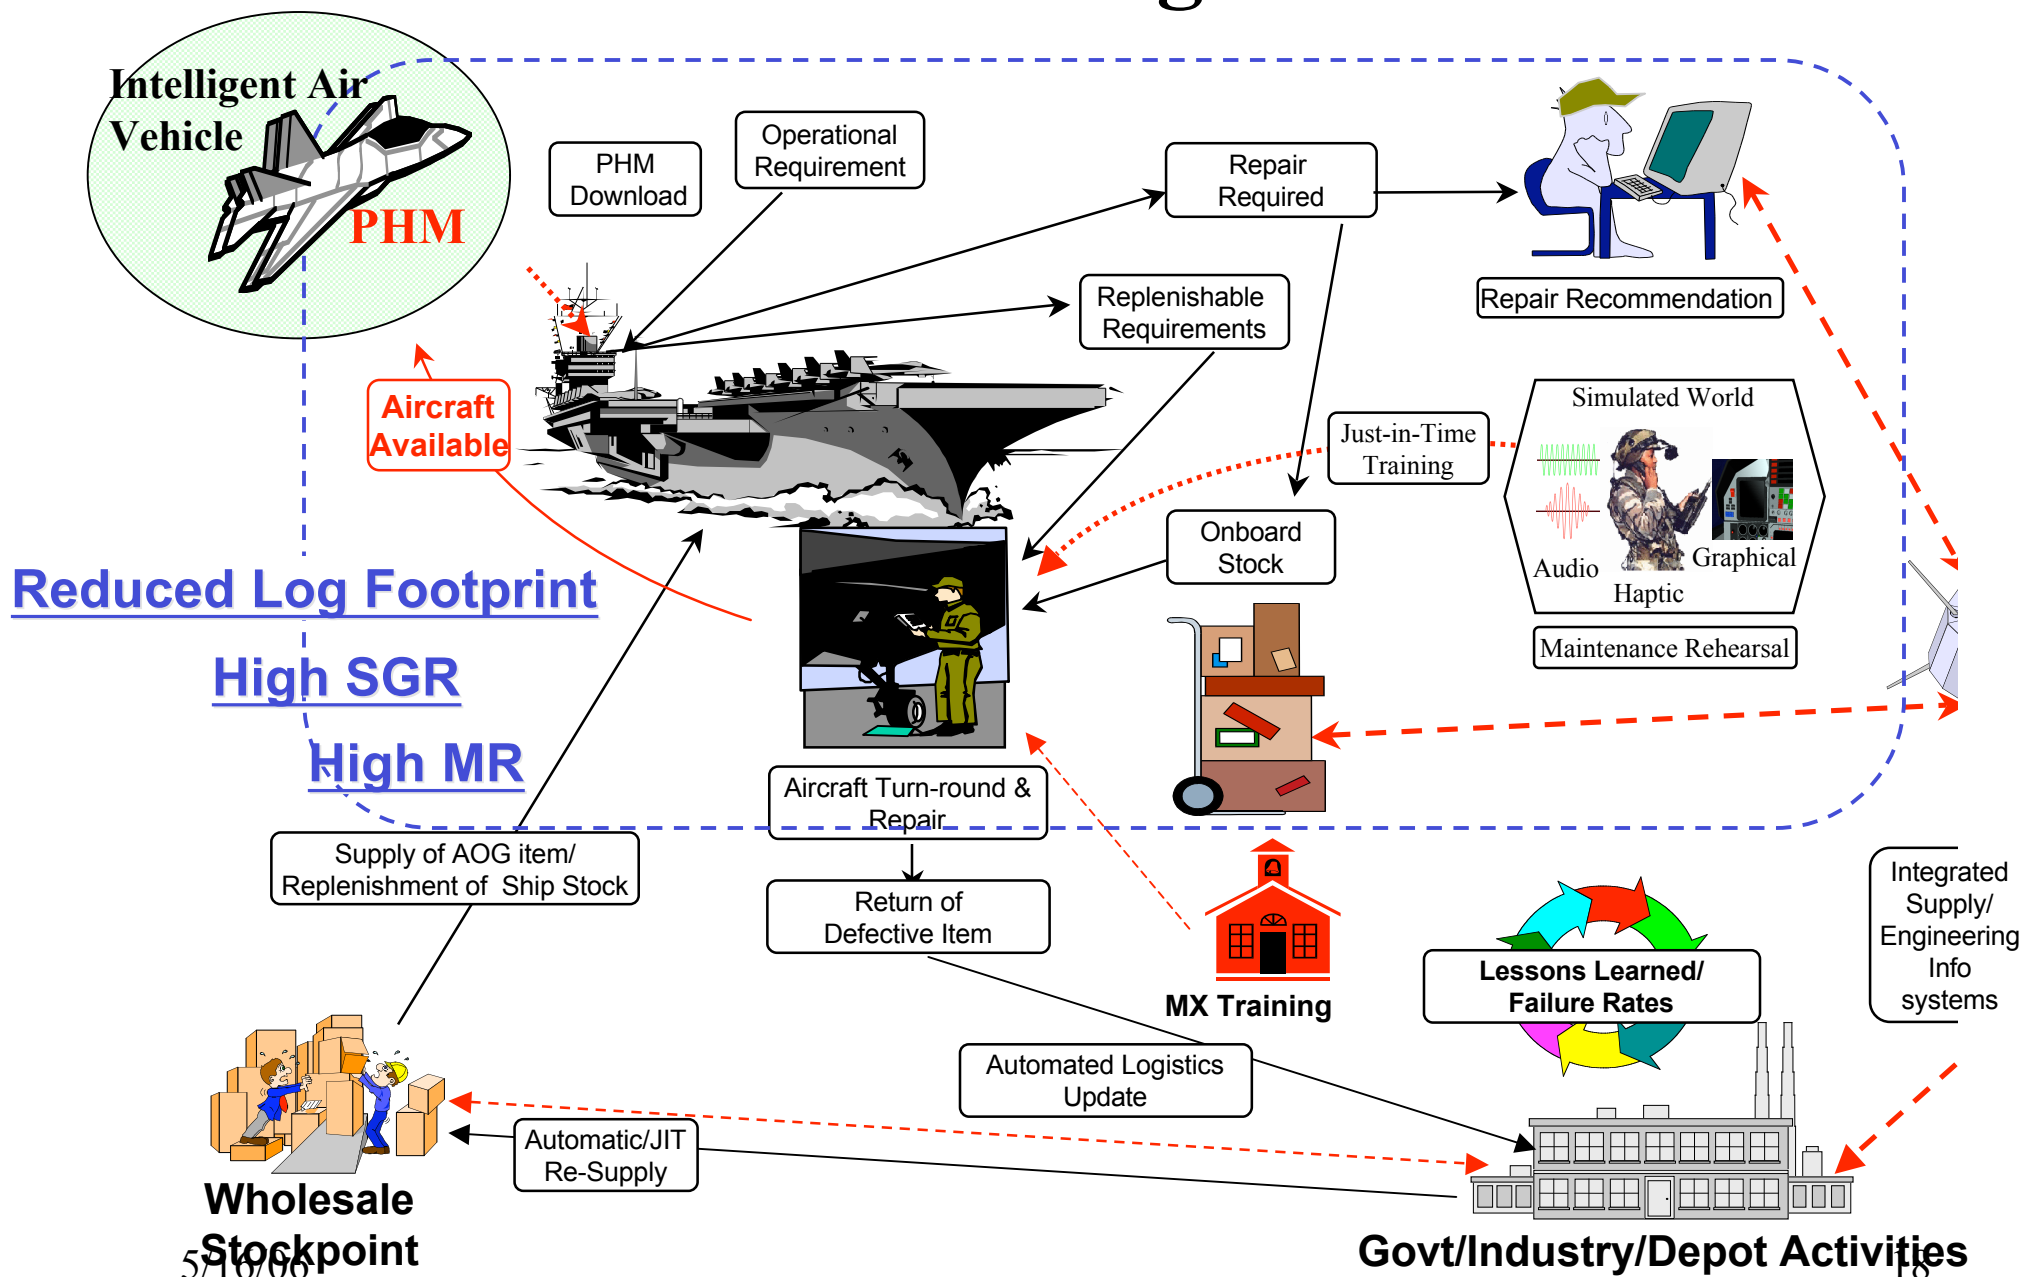 Intelligent Air
Vehicle
PHM
PHM
Download
Operational
Requirement
Repair
Required
Repair Recommendation
Replenishable
Requirements
Aircraft
Available
Just-in-Time
Training
Simulated World
Audio
Haptic
Graphical
Maintenance Rehearsal
Onboard
Stock
Reduced Log Footprint
High SGR
High MR
Aircraft Turn-round &
Repair
Supply of AOG item/
Replenishment of Ship Stock
Return of
Defective Item
MX Training
Lessons Learned/
Failure Rates
Integrated
Supply/
Engineering
Info
systems
Automated Logistics
Update
Automatic/JIT
Re-Supply
Wholesale
Stockpoint
Govt/Industry/Depot Activities
5/16/06
18